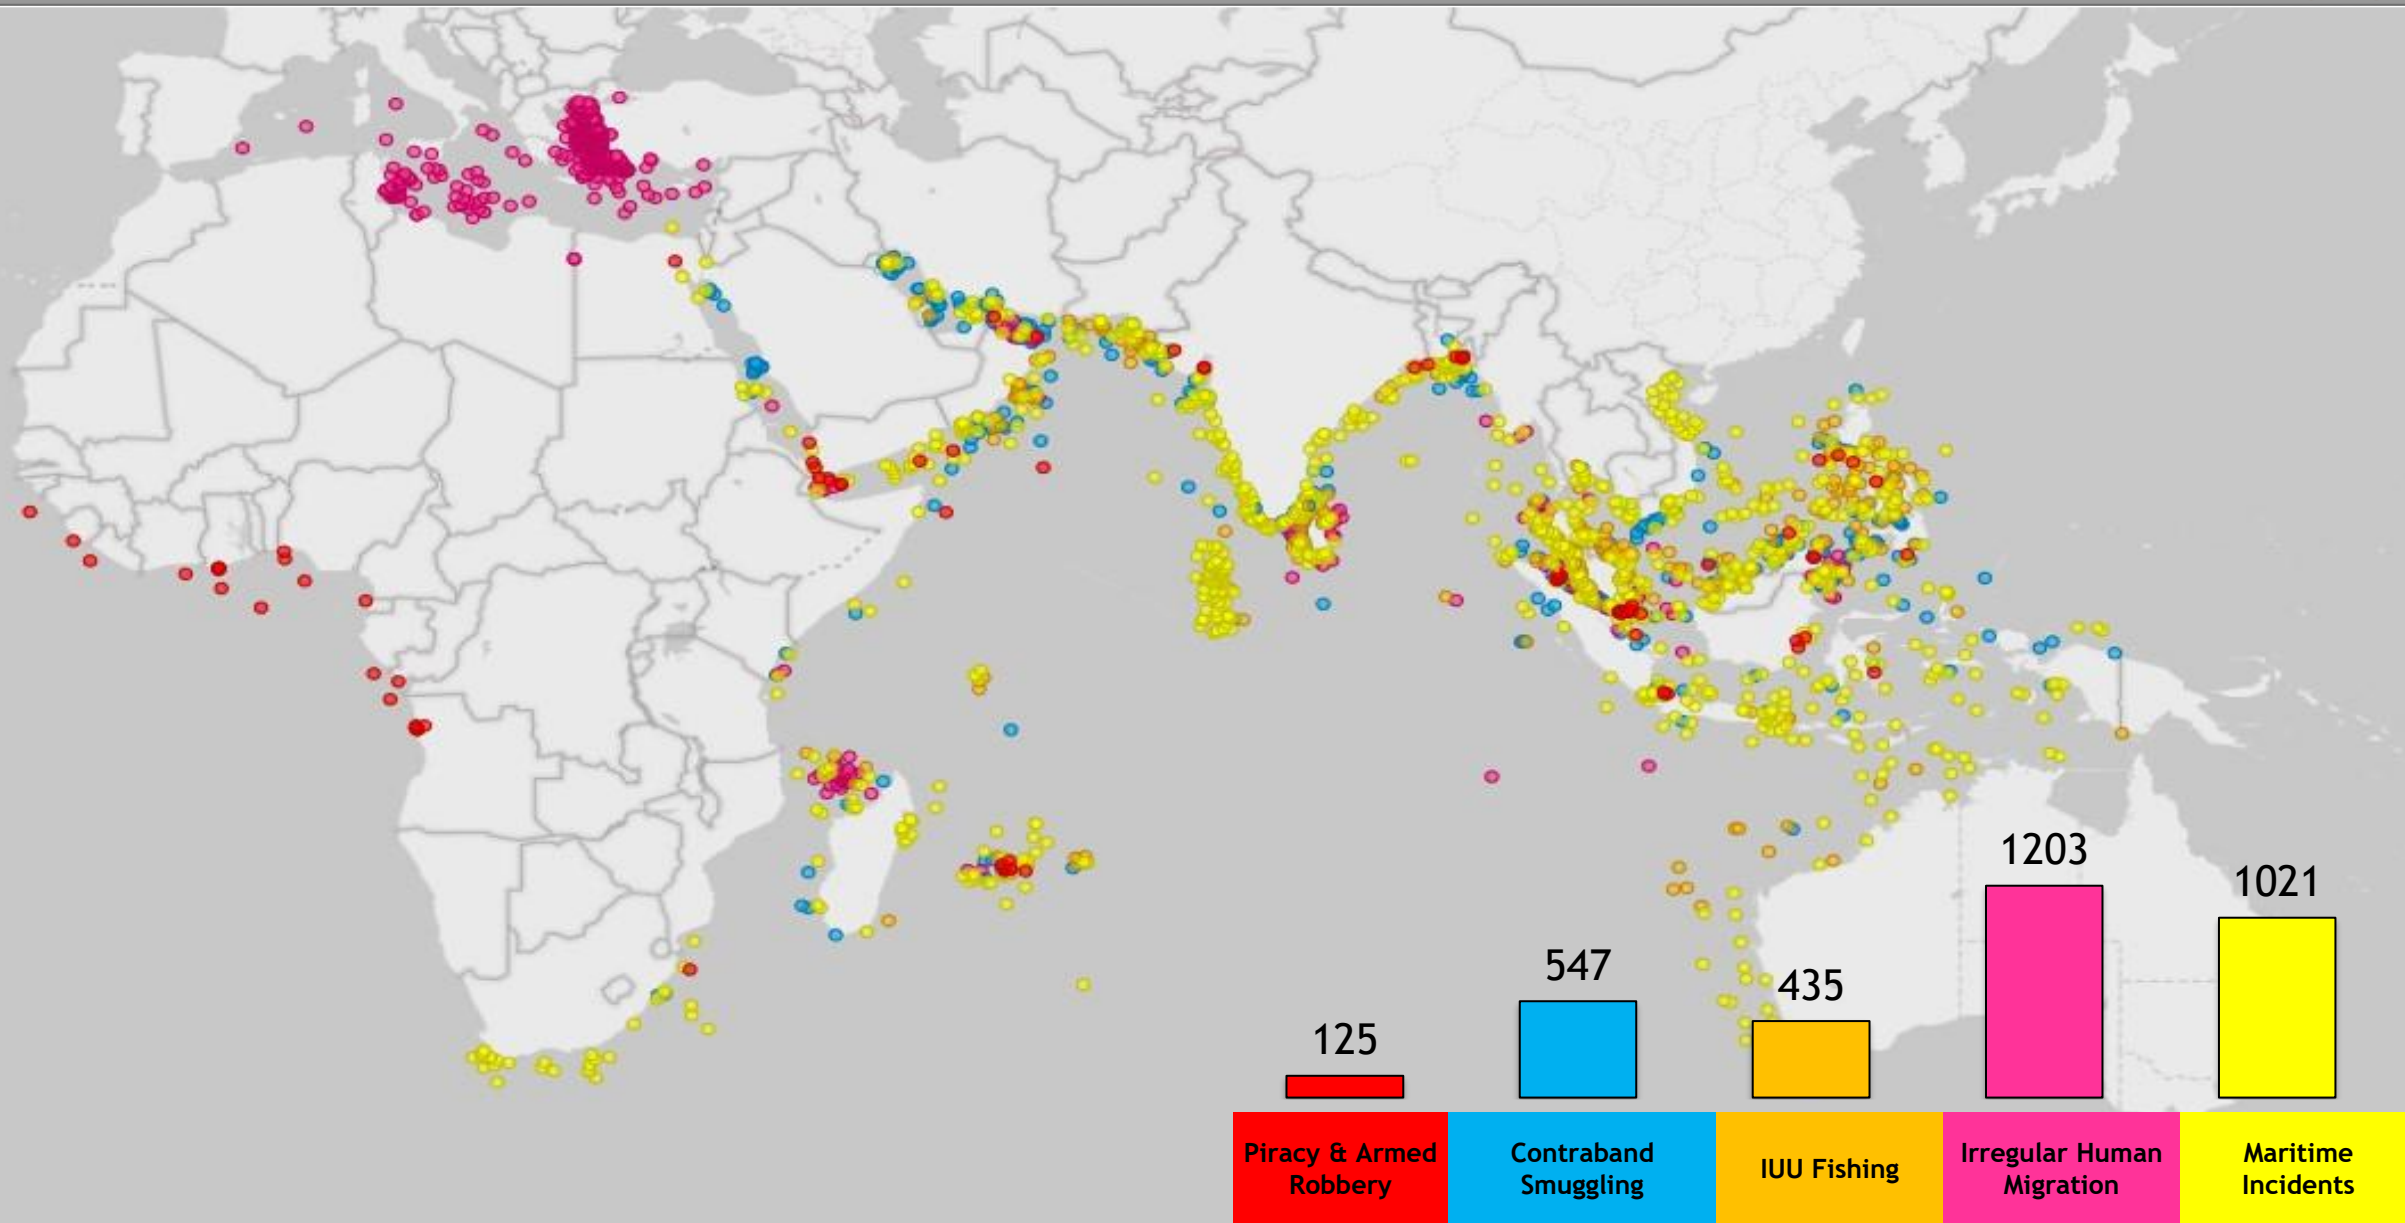 1203
1021
547
435
125
Piracy & Armed
Robbery
Contraband
Smuggling
IUU Fishing
Irregular Human
Migration
Maritime
Incidents